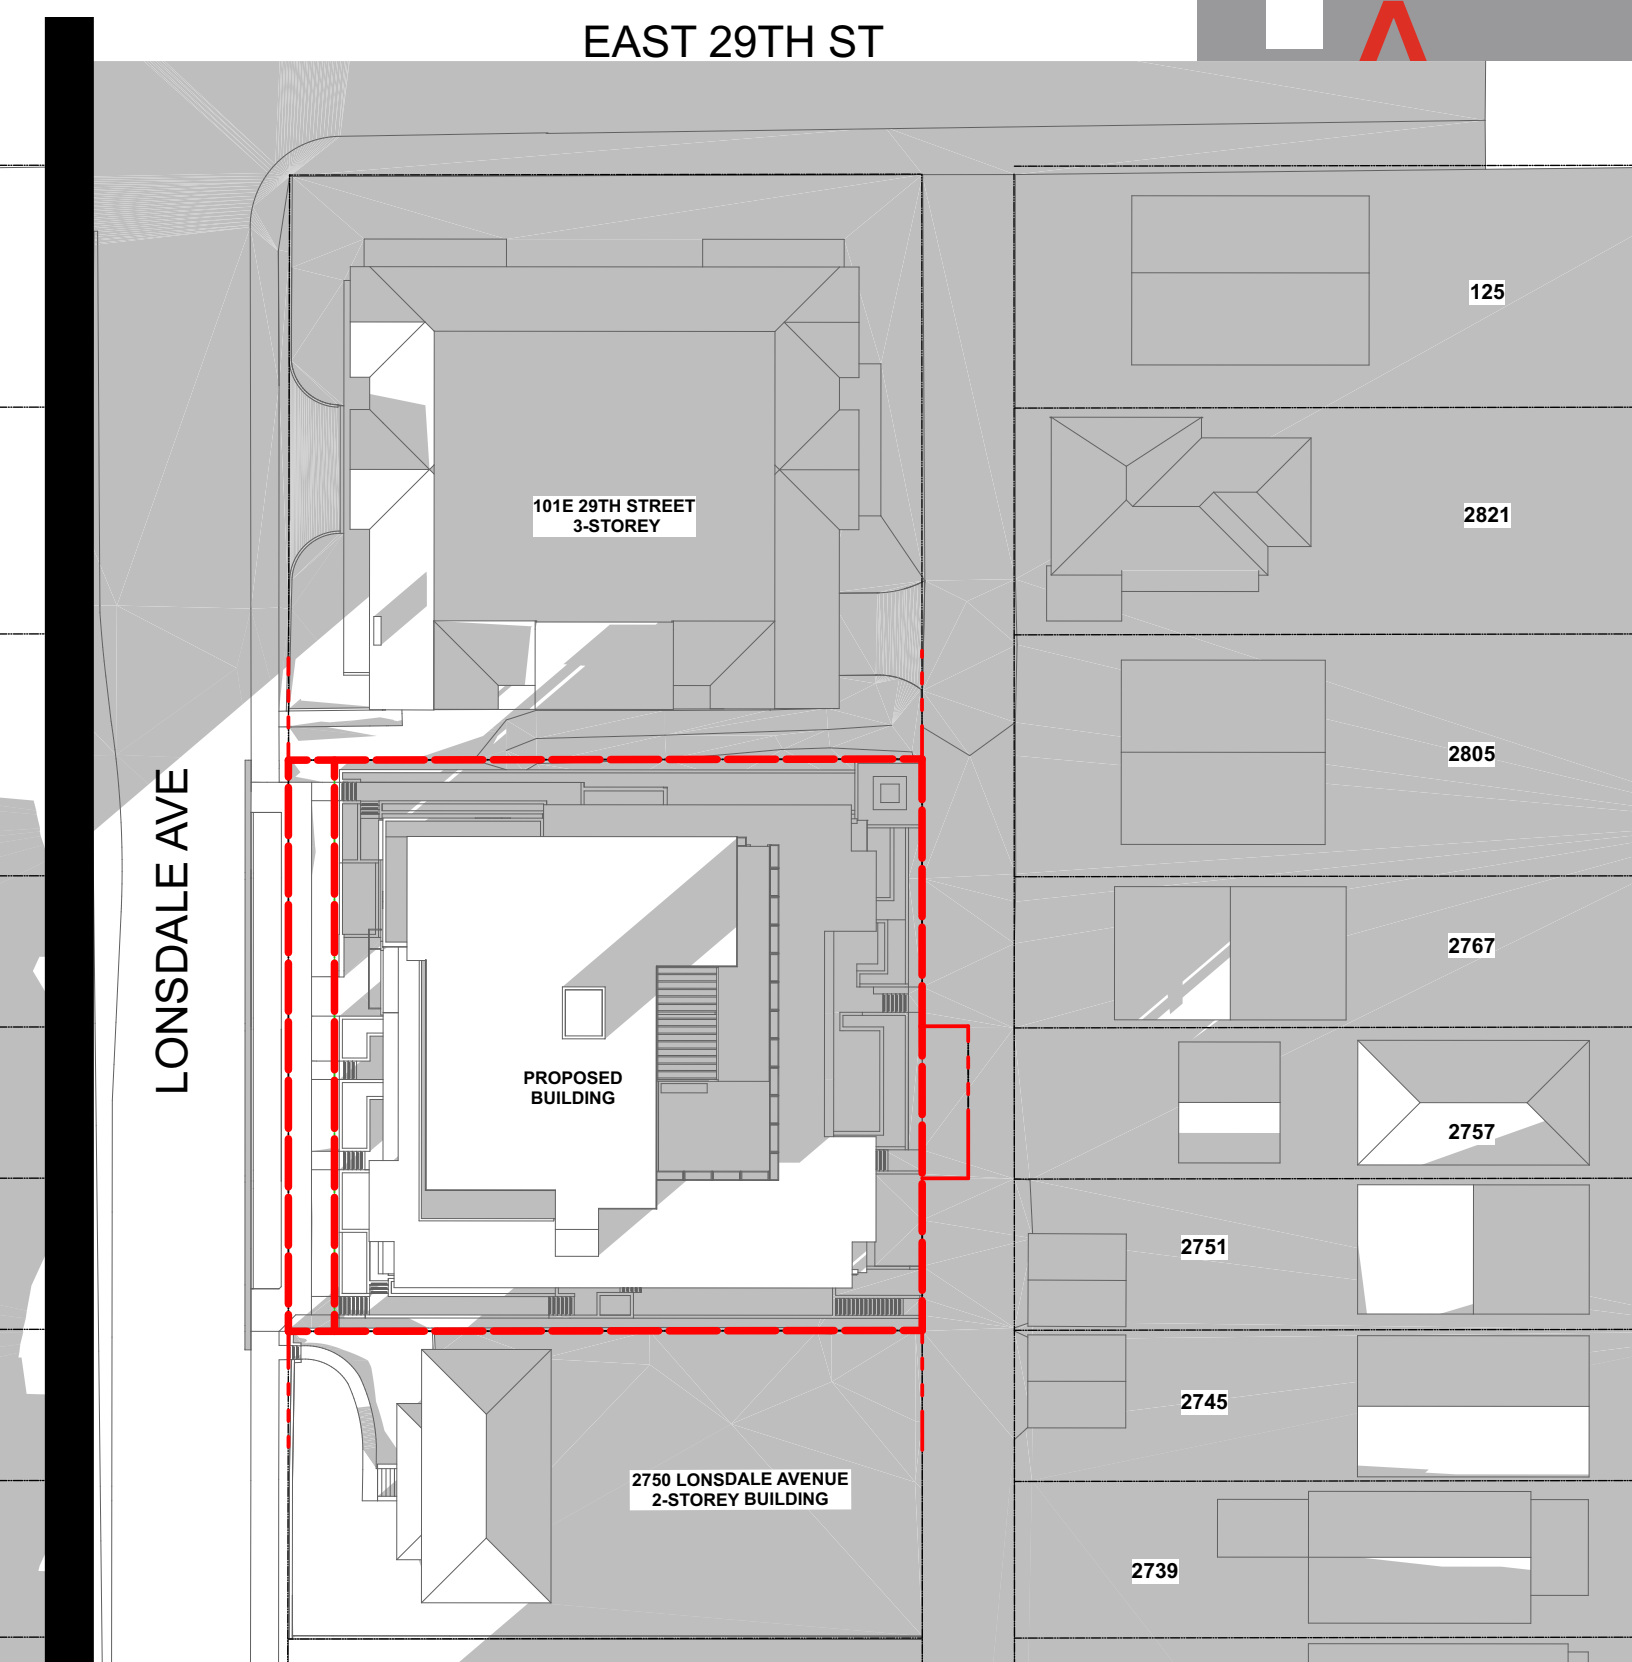 EAST 29TH ST
125
101E 29TH STREET
3-STOREY
2821
2805
LONSDALE AVE
2767
PROPOSED
BUILDING
2757
2751
2745
2750 LONSDALE AVENUE
2-STOREY BUILDING
2739